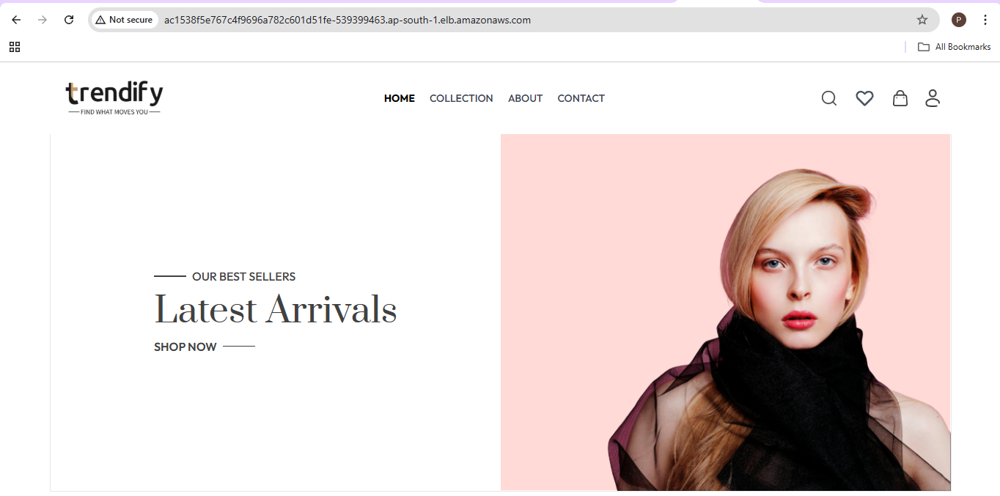 Not secure
ac1538f5e767c4f9696a782c601d51fe-539399463.ap-south-1.elb.amazonaws.com
P
All Bookmarks
trendify
FIND WHAT MOVES YOU
HOME
COLLECTION
ABOUT
CONTACT
OUR BEST SELLERS
Latest Arrivals
SHOP NOW